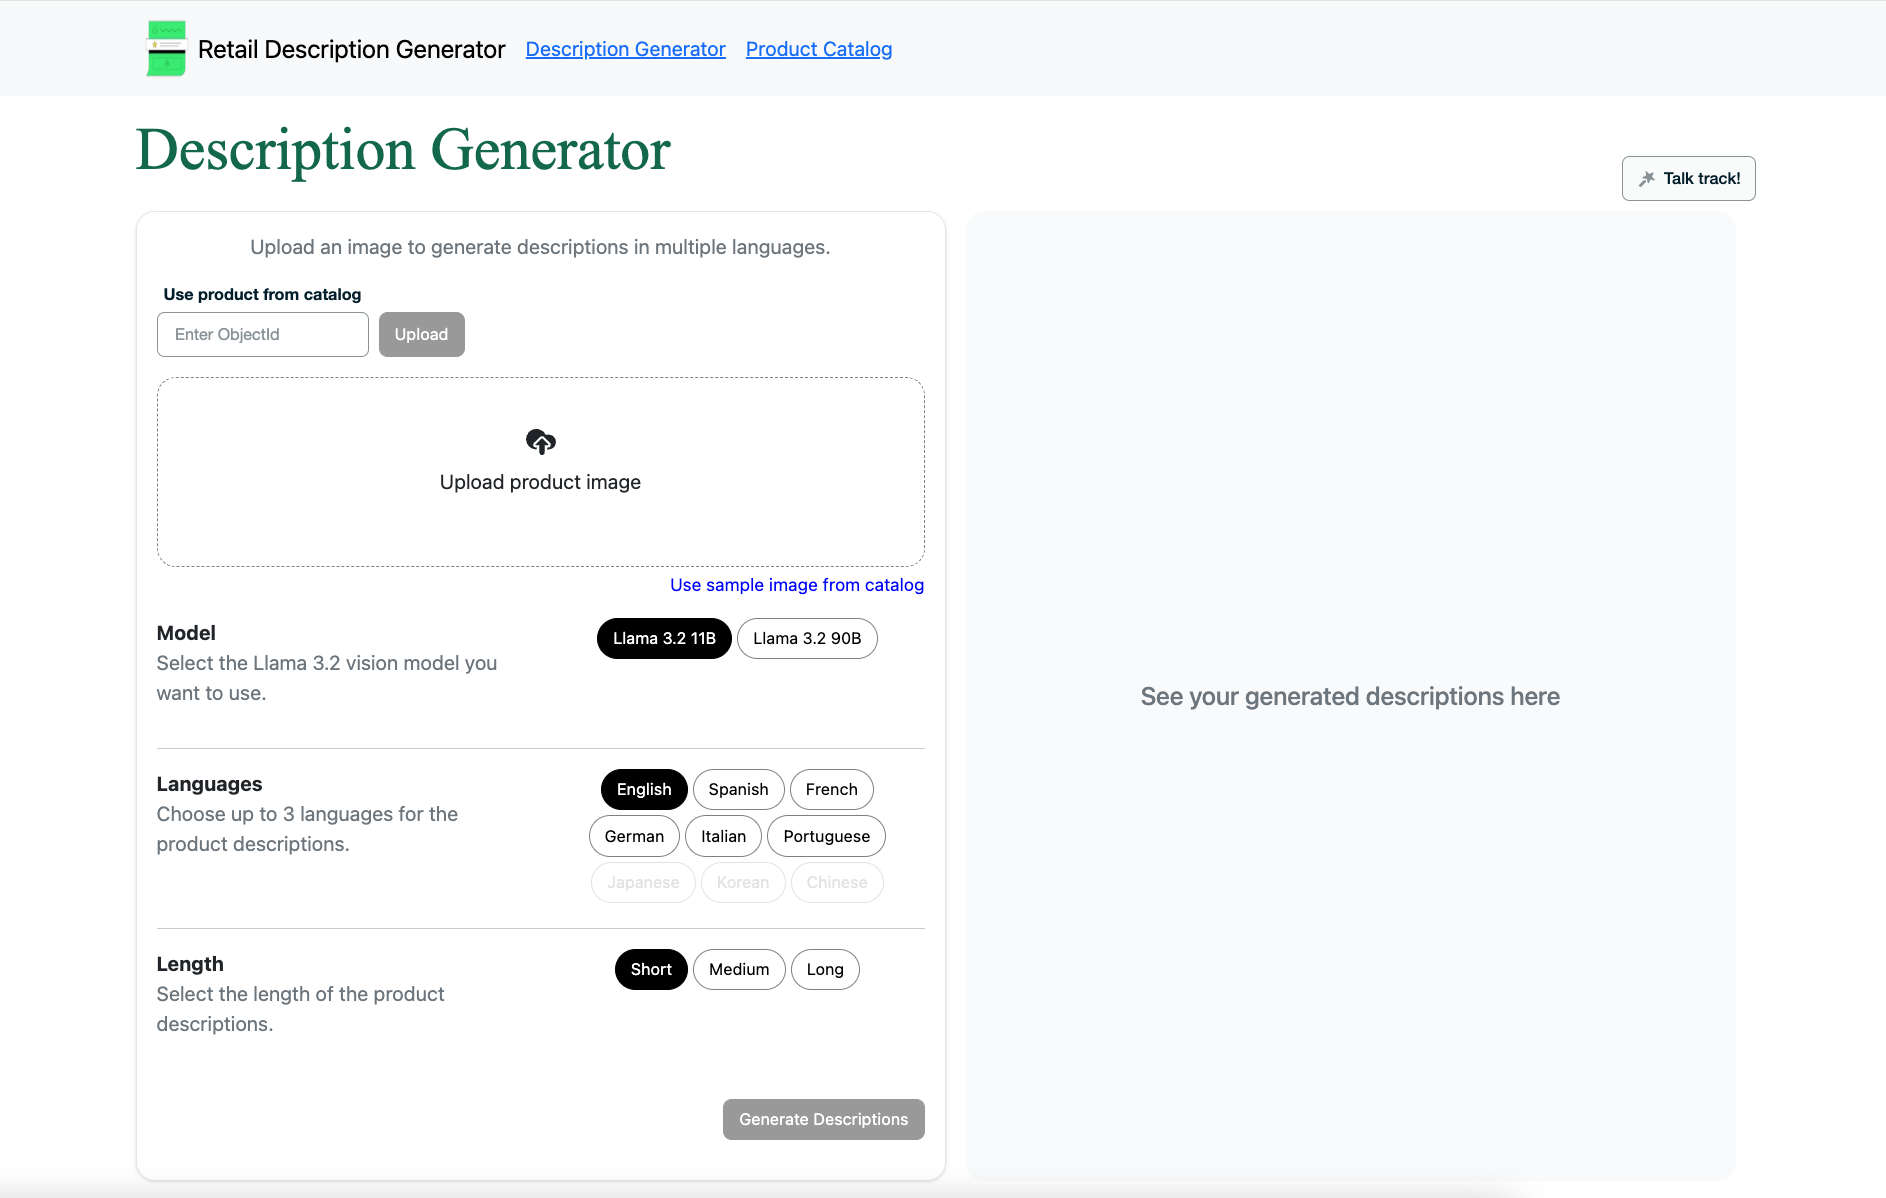 Retail Description Generator Description Generator Product Catalog
Description Generator
Talk track!
Upload an image to generate descriptions in multiple languages.
Use product from catalog
Enter ObjectId Upload
Upload product image
Use sample image from catalog
Model
Select the Llama 3.2 vision model you
want to use.
Llama 3.2 11B Llama 3.2 90B
Languages
Choose up to 3 languages for the
product descriptions.
English Spanish French
German Italian Portuguese
Japanese Korean Chinese
Length
Select the length of the product
descriptions.
Short Medium Long
Generate Descriptions
See your generated descriptions here